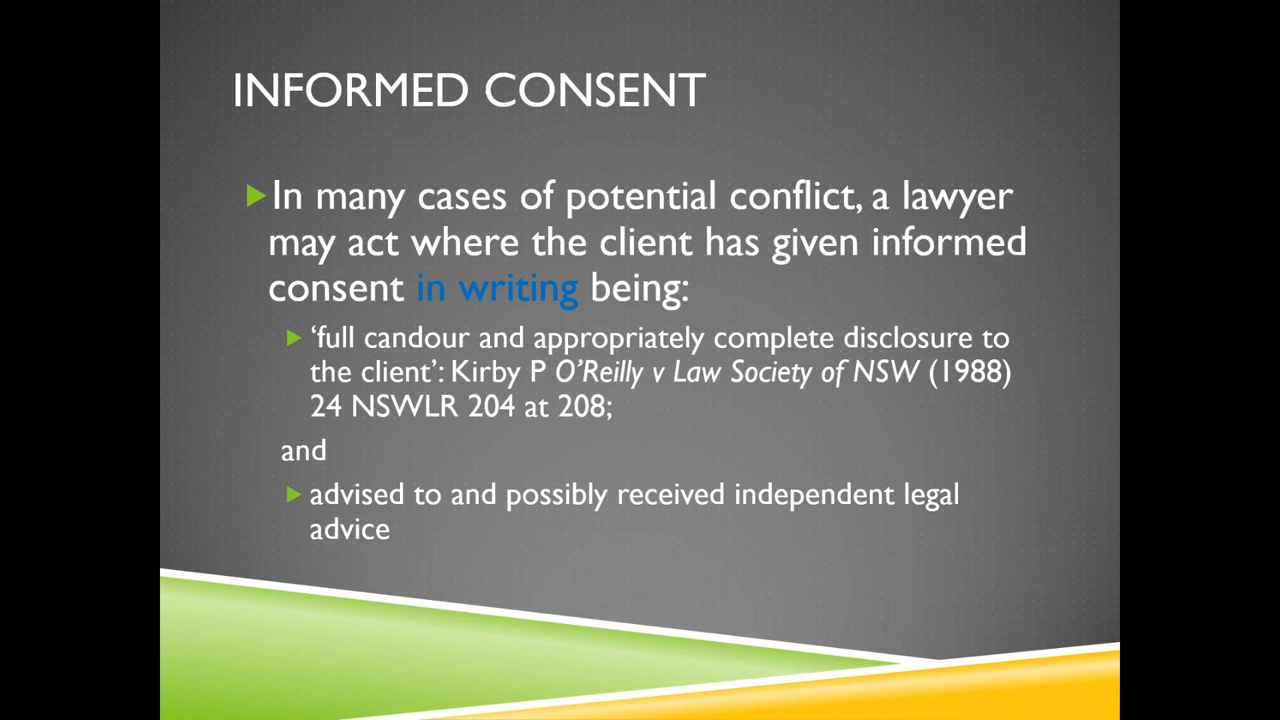 INFORMED CONSENT
In many cases of potential conflict, a lawyer
may act where the client has given informed
consent in writing being:
‘full candour and appropriately complete disclosure to
the client’: Kirby P O’Reilly v Law Society of NSW (1988)
24 NSWLR 204 at 208;
and
advised to and possibly received independent legal
advice